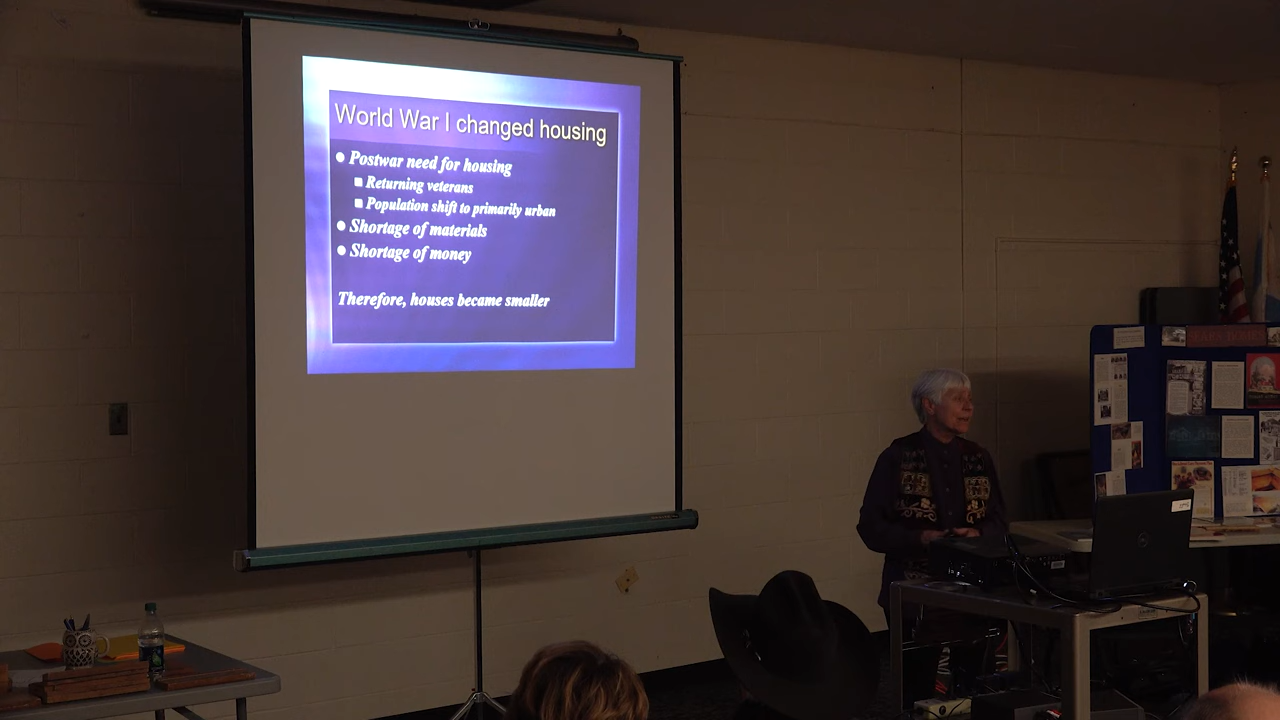 World War I changed housing
Postwar need for housing
Returning veterans
Population shift to primarily urban
Shortage of materials
Shortage of money
Therefore, houses became smaller